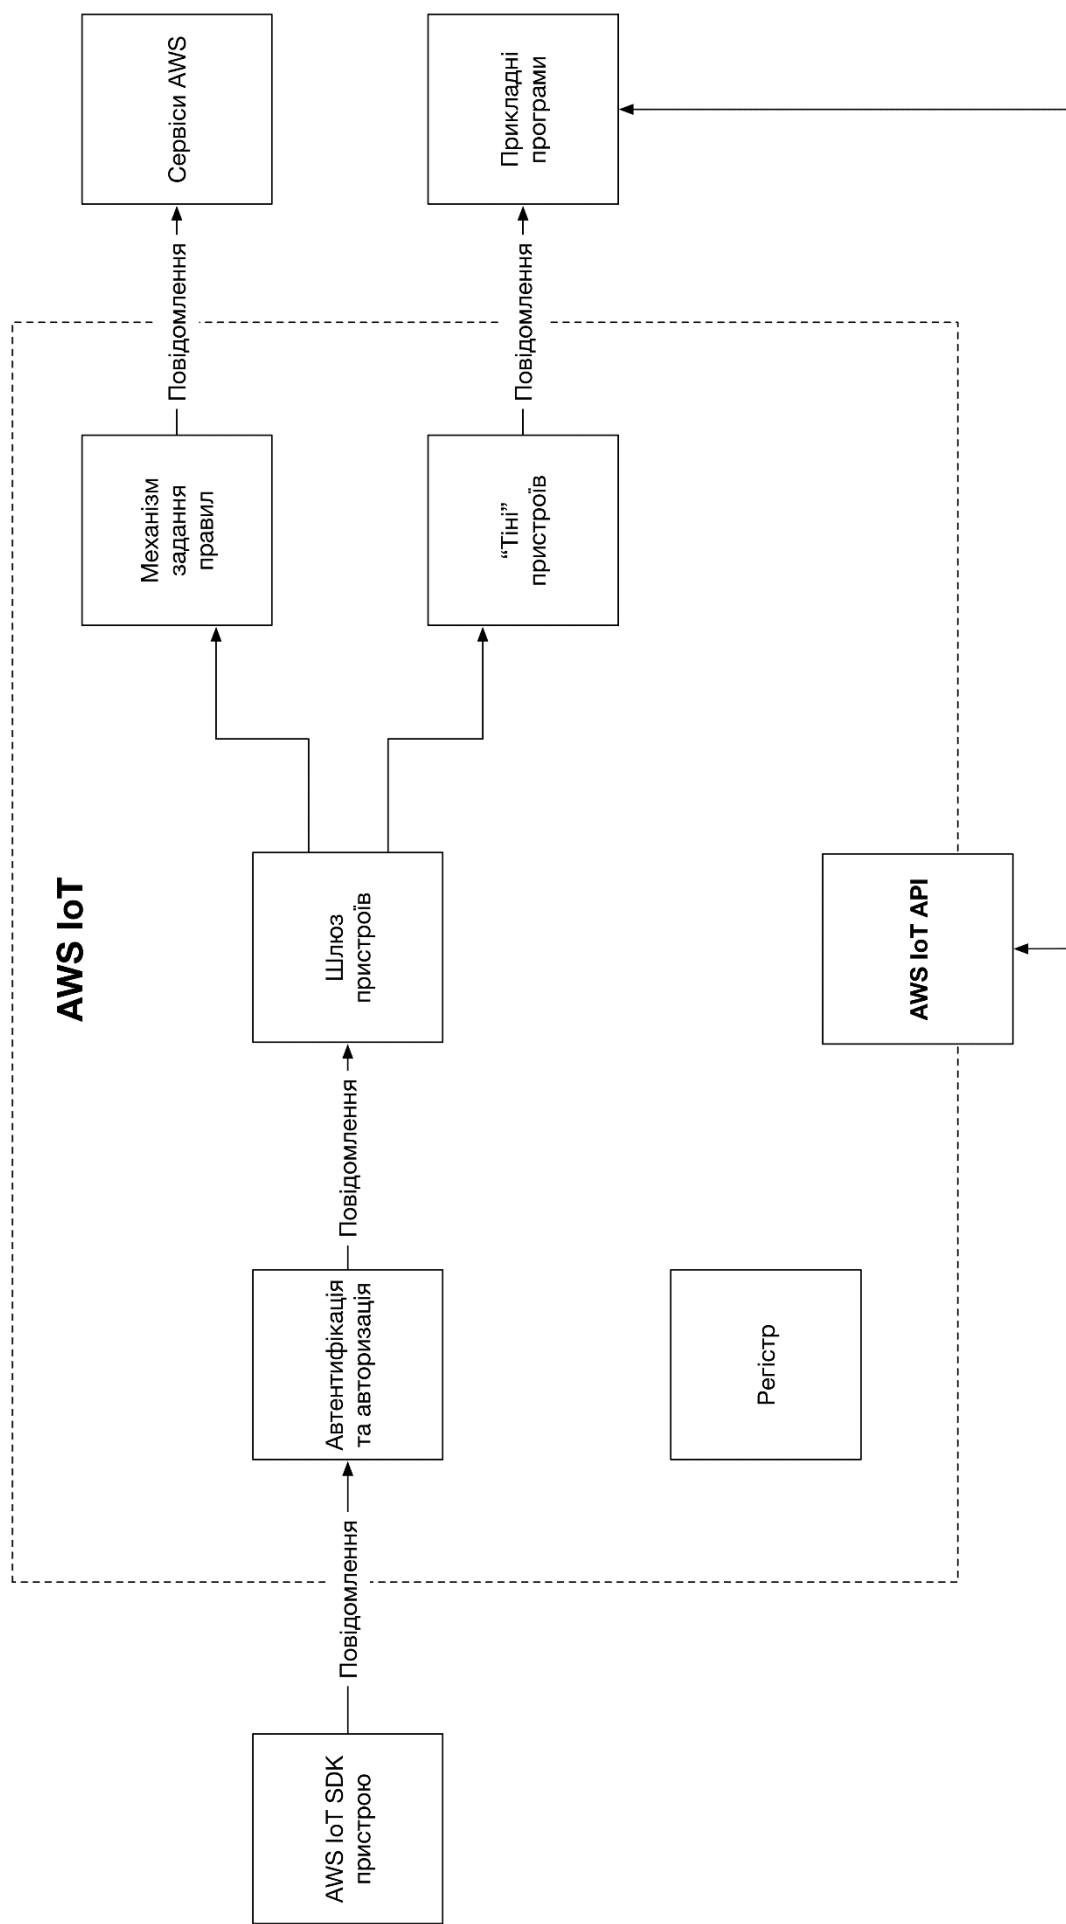 AWS IoT
AWS IoT SDK
пристрою
Повідомлення
Автентифікація
та авторизація
Повідомлення
Шлюз
пристроїв
Механізм
задання
правил
Повідомлення
Сервіси AWS
“Тіні”
пристроїв
Повідомлення
Прикладні
програми
Регістр
AWS IoT API